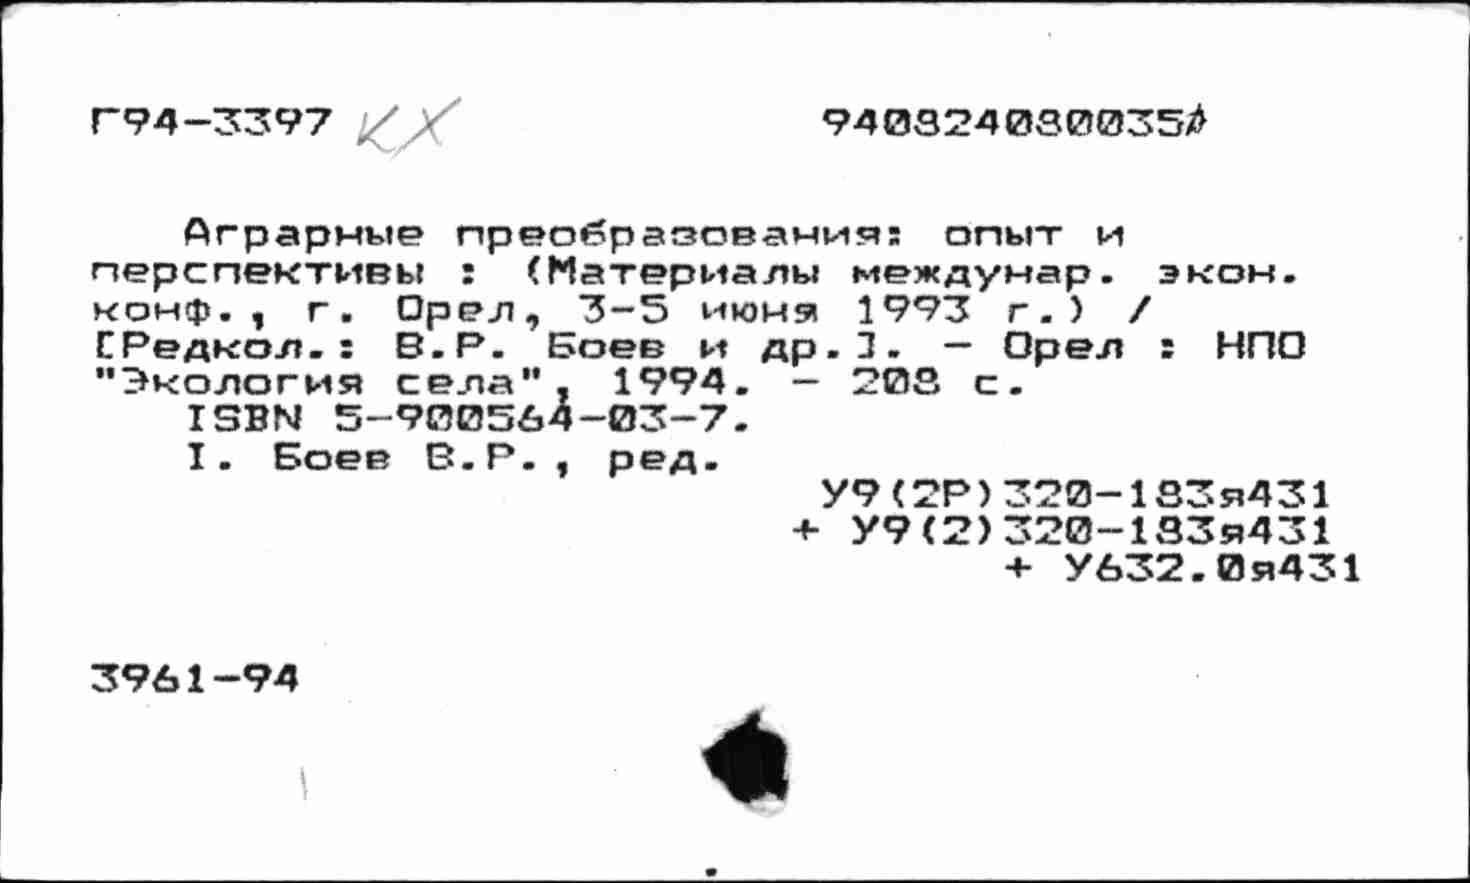 Г94-3397 КХ 9408240800350
Аграрные преобразования: опыт и
перспективы : (Материалы междунар. экон.
конф., г. Орел, 3-5 июня 1993 г.) /
[Редкол.: В.Р. Боев и др.]. - Орел : НПО
"Экология села", 1994. - 208 с.
ISBN 5-900564-03-7.
I. Боев В.Р., ред.
У9(2Р)320-183я431
+ У9(2)320-183я431
+ У632.0я431
3961-94